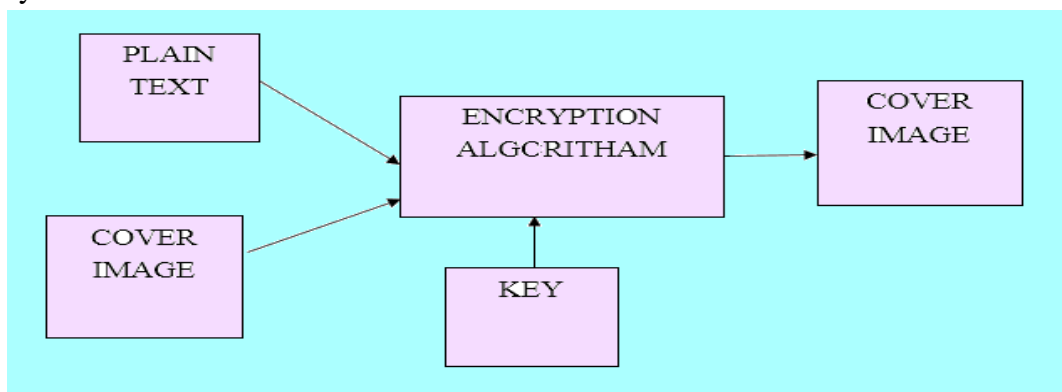 PLAIN
TEXT
ENCRYPTION
ALGCRITHAM
COVER
IMAGE
COVER
IMAGE
KEY